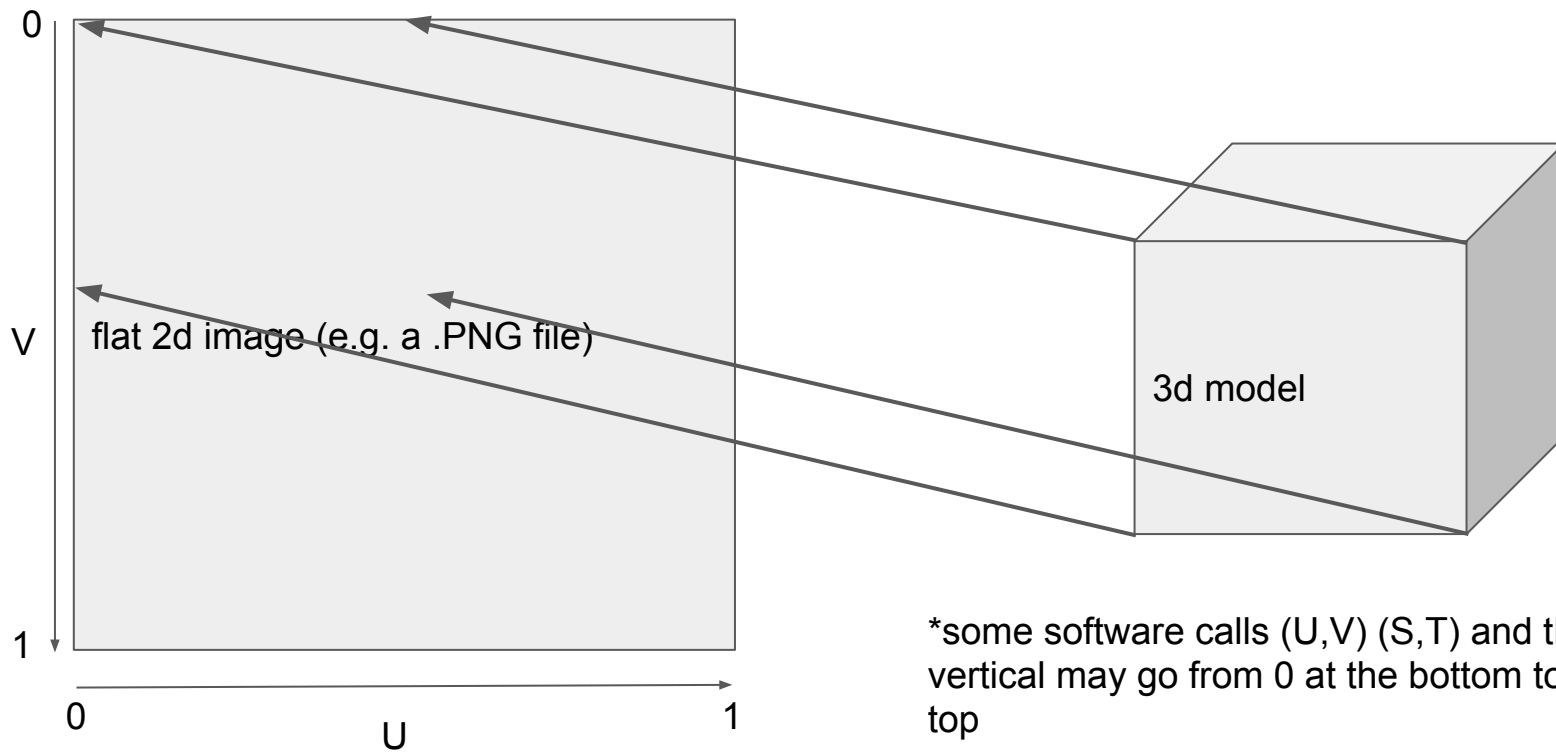 0
V
flat 2d image (e.g. a .PNG file)
3d model
1
0
U
1
*some software calls (U,V) (S,T) and
vertical may go from 0 at the bottom to
top